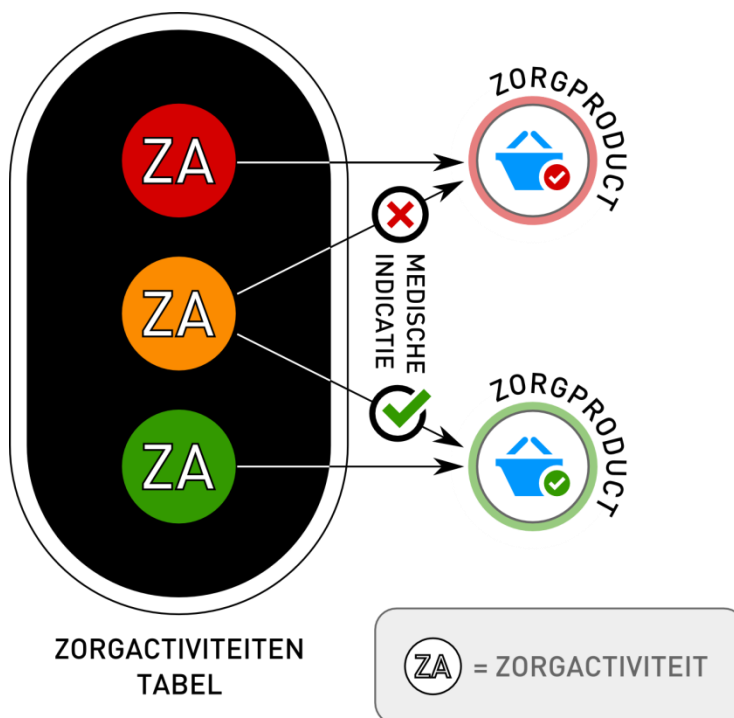 ZORGPRODUCT
ZA
MEDISCHE
INDICATIE
ZA
ZORGPRODUCT
ZA
ZORGACTIVITEITEN
TABEL
ZA = ZORGACTIVITEIT